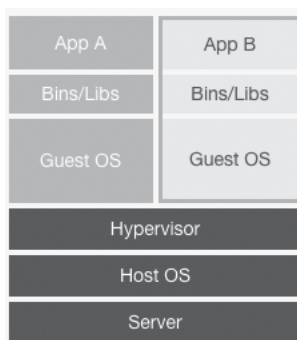 App A
App B
Bins/Libs
Bins/Libs
Guest OS
Guest OS
Hypervisor
Host OS
Server